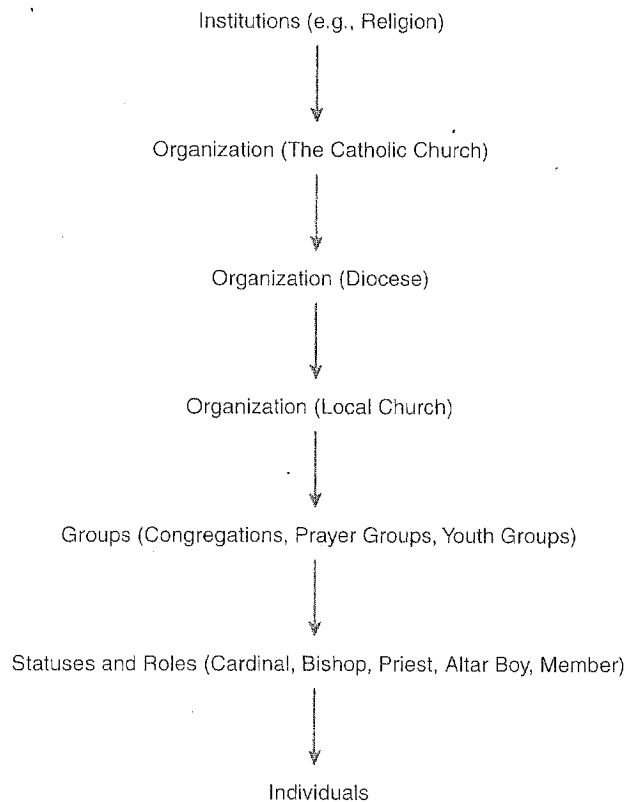 Institutions (e.g., Religion)
Organization (The Catholic Church)
Organization (Diocese)
Organization (Local Church)
Groups (Congregations, Prayer Groups, Youth Groups)
Statuses and Roles (Cardinal, Bishop, Priest, Altar Boy, Member)
Individuals